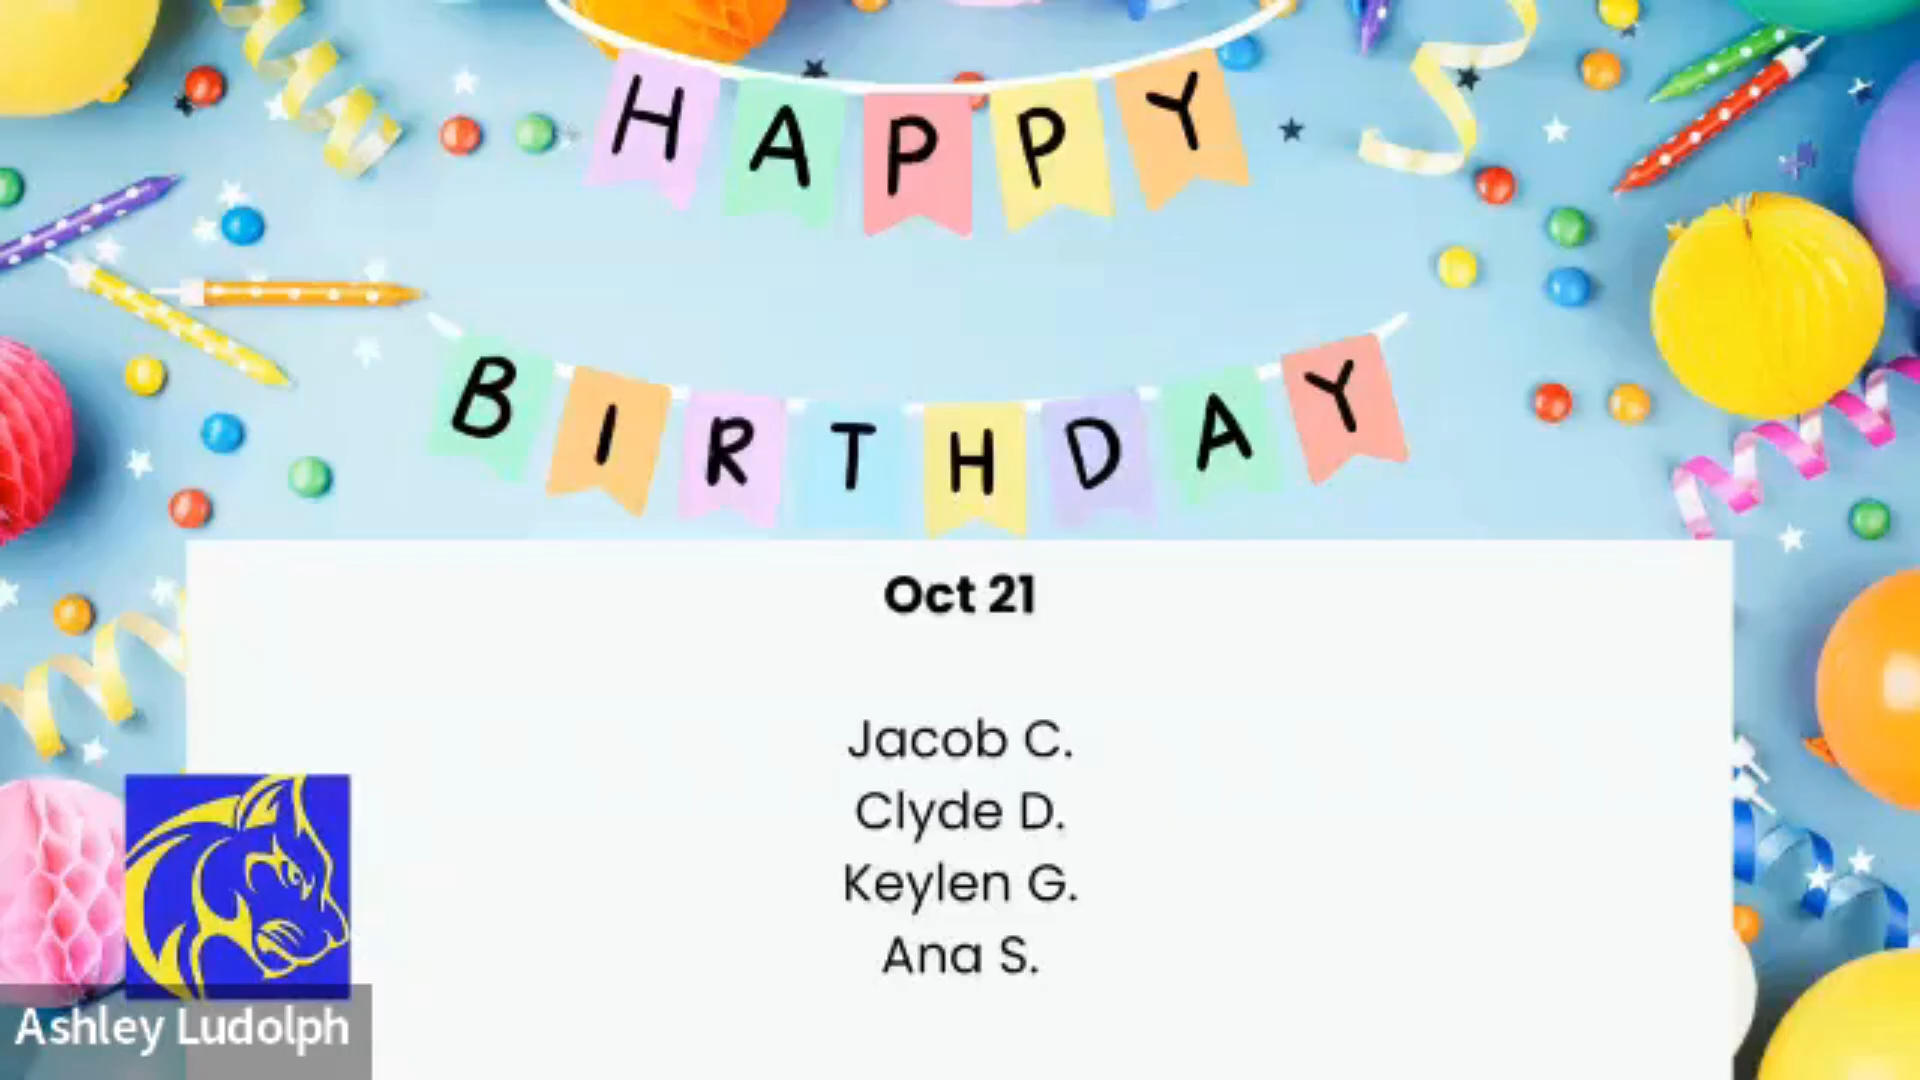 HAPPY
BIRTHDAY
Oct 21
Jacob C.
Clyde D.
Keylen G.
Ana S.
Ashley Ludolph